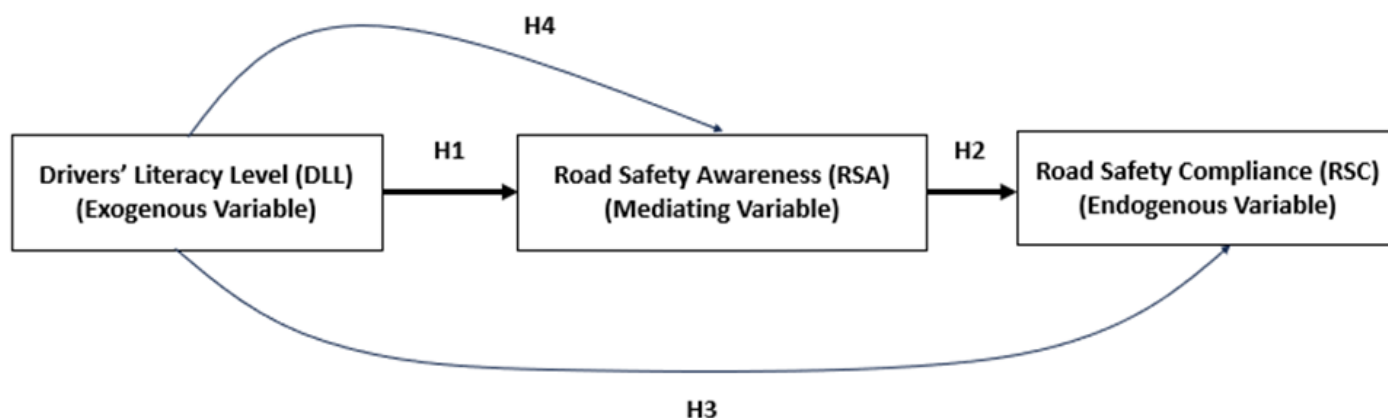 H4
H1
H2
Drivers’ Literacy Level (DLL)
(Exogenous Variable)
Road Safety Awareness (RSA)
(Mediating Variable)
Road Safety Compliance (RSC)
(Endogenous Variable)
H3